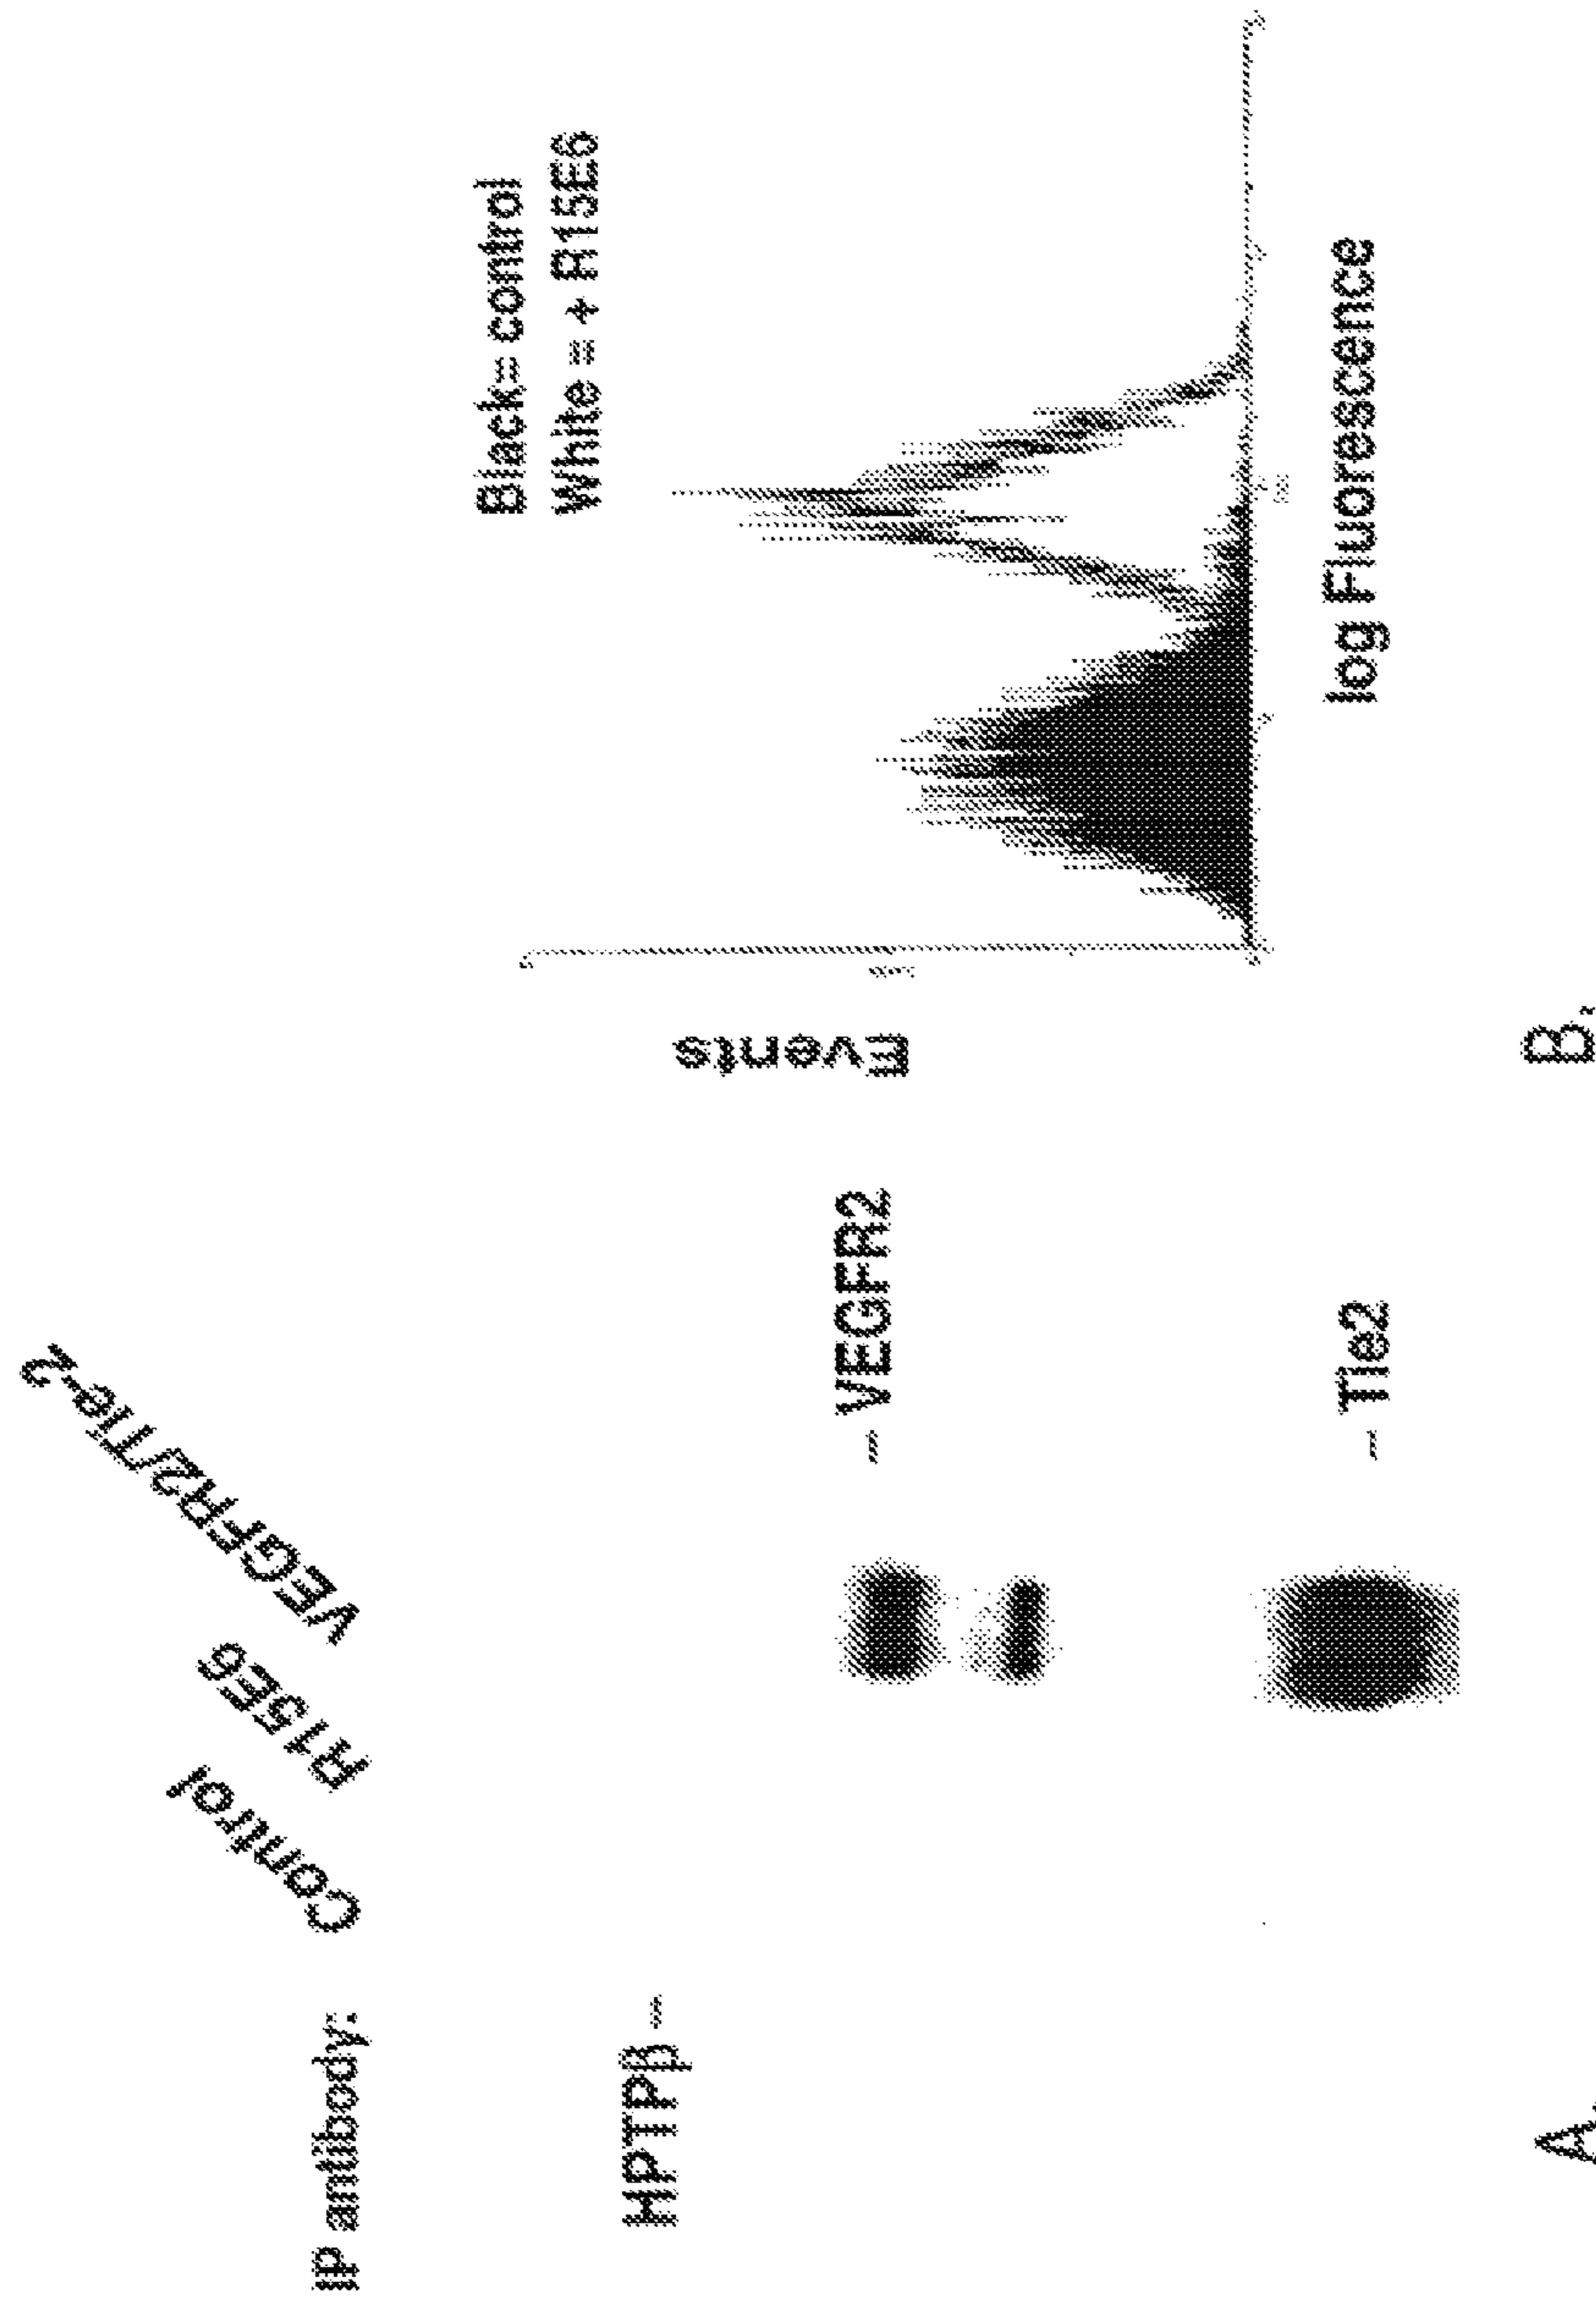 IP antibody:
Control
R15E6
VEGFR2/Tie-2
HPTPβ –
– VEGFR2
– Tie2
A.
Black= control
White = + R15E6
Events
log Fluorescence
B.